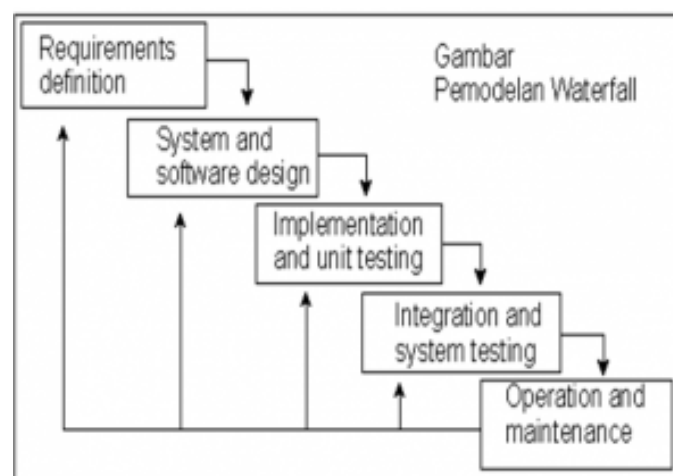 Requirements
definition
Gambar
Pemodelan Waterfall
System and
software design
Implementation
and unit testing
Integration and
system testing
Operation and
maintenance